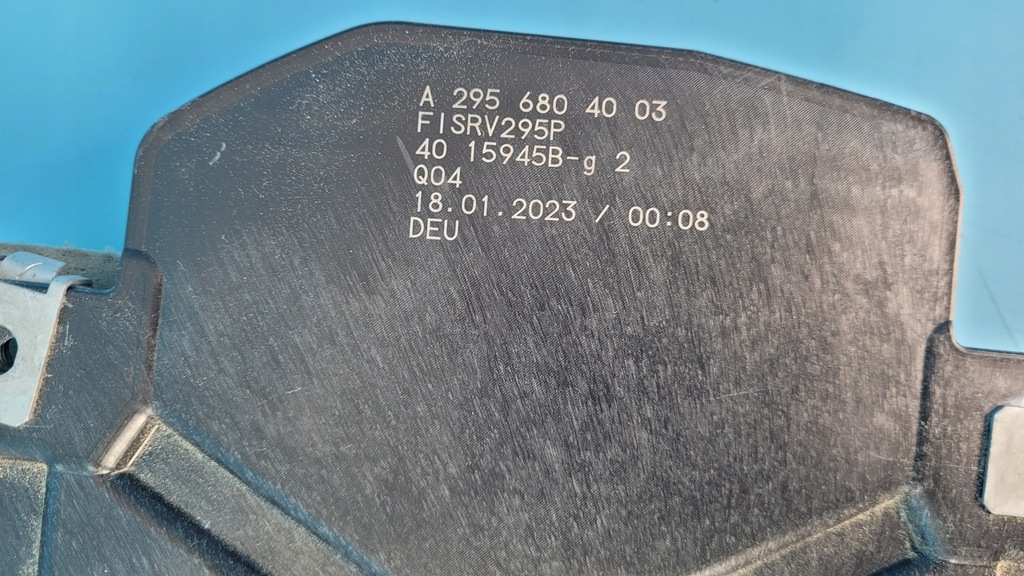 A 295 680 40 03
FISRV295P
40 15945B-g 2
Q04
18.01.2023 / 00:08
DEU